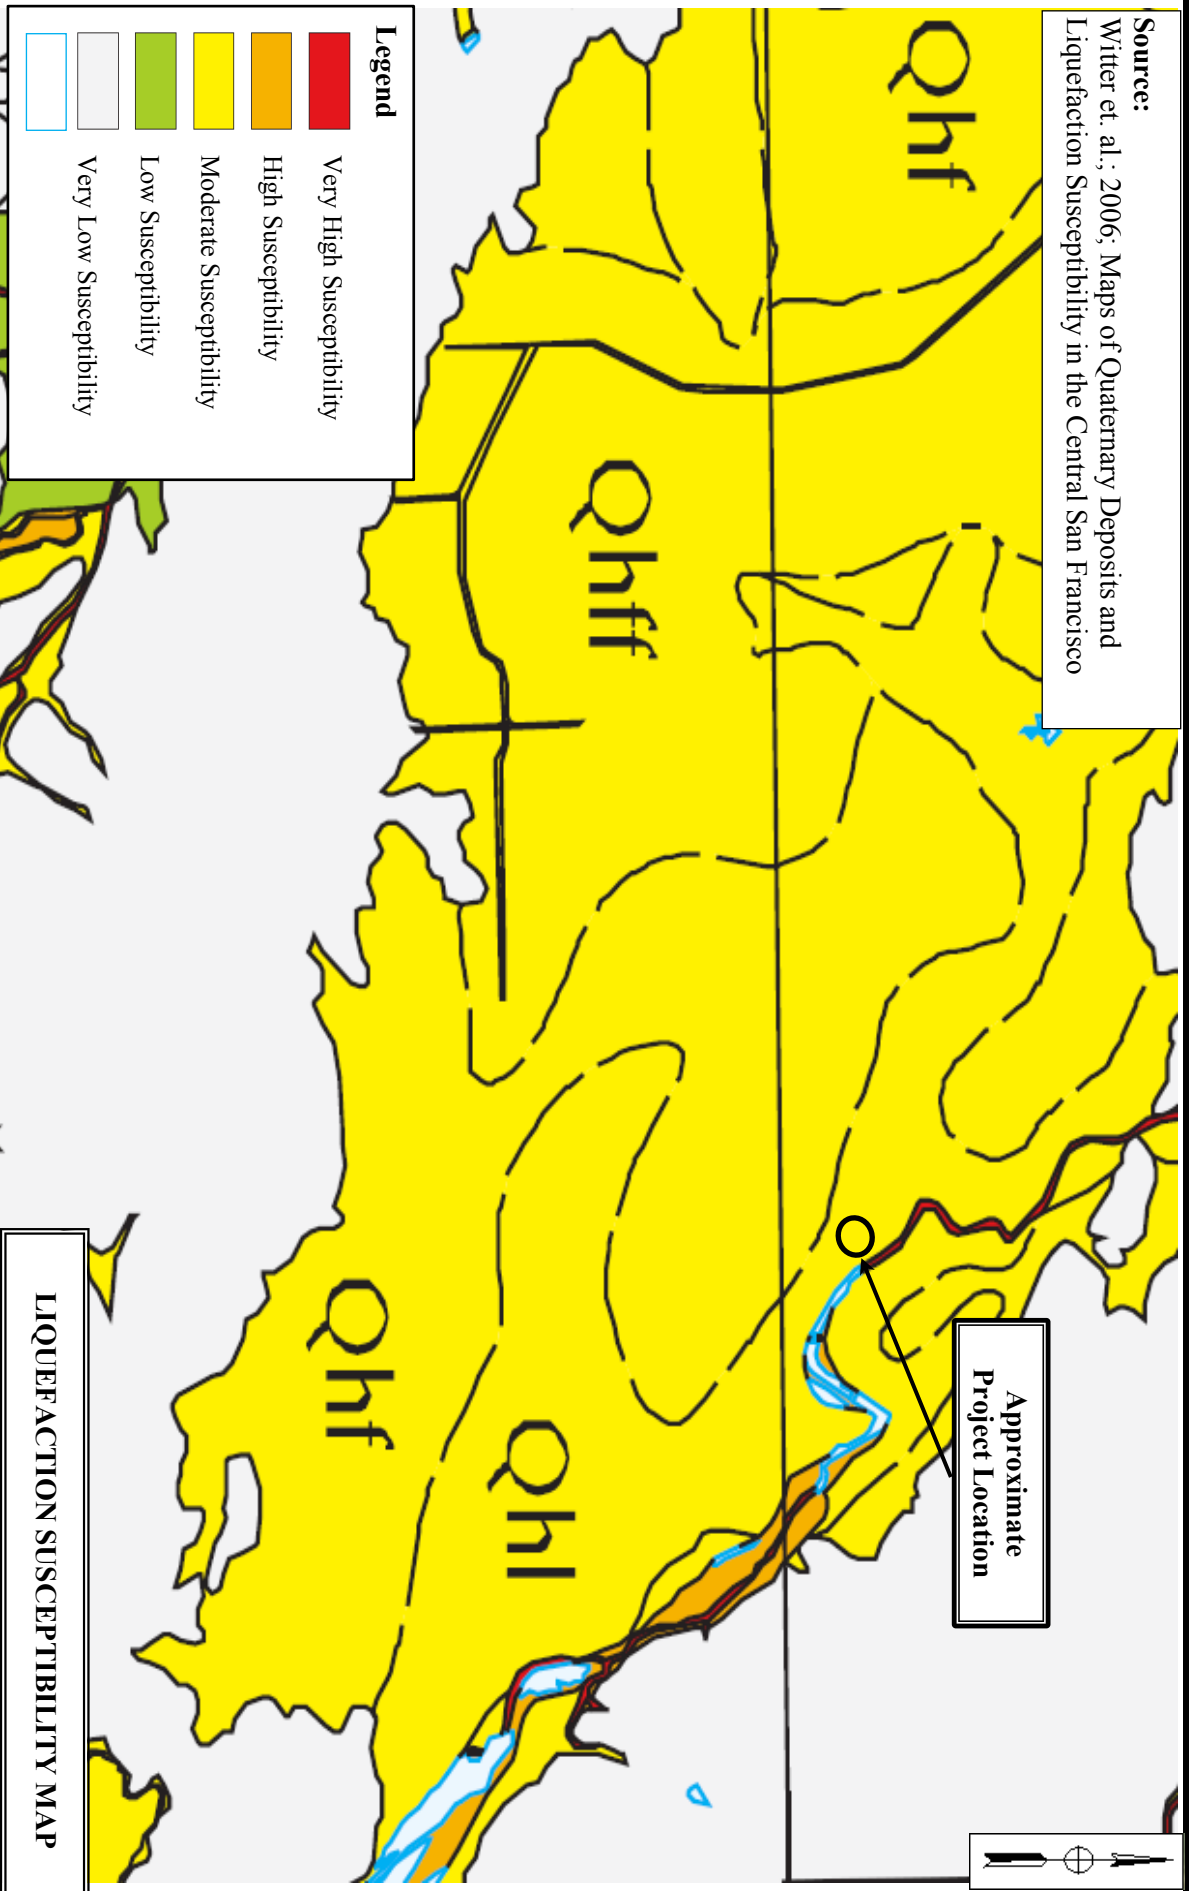 Source:
Witter et. al.; 2006; Maps of Quaternary Deposits and
Liquefaction Susceptibility in the Central San Francisco
Qhf
Qhff
Approximate
Project Location
Qhl
Qhf
Legend
Very High Susceptibility
High Susceptibility
Moderate Susceptibility
Low Susceptibility
Very Low Susceptibility
LIQUEFACTION SUSCEPTIBILITY MAP